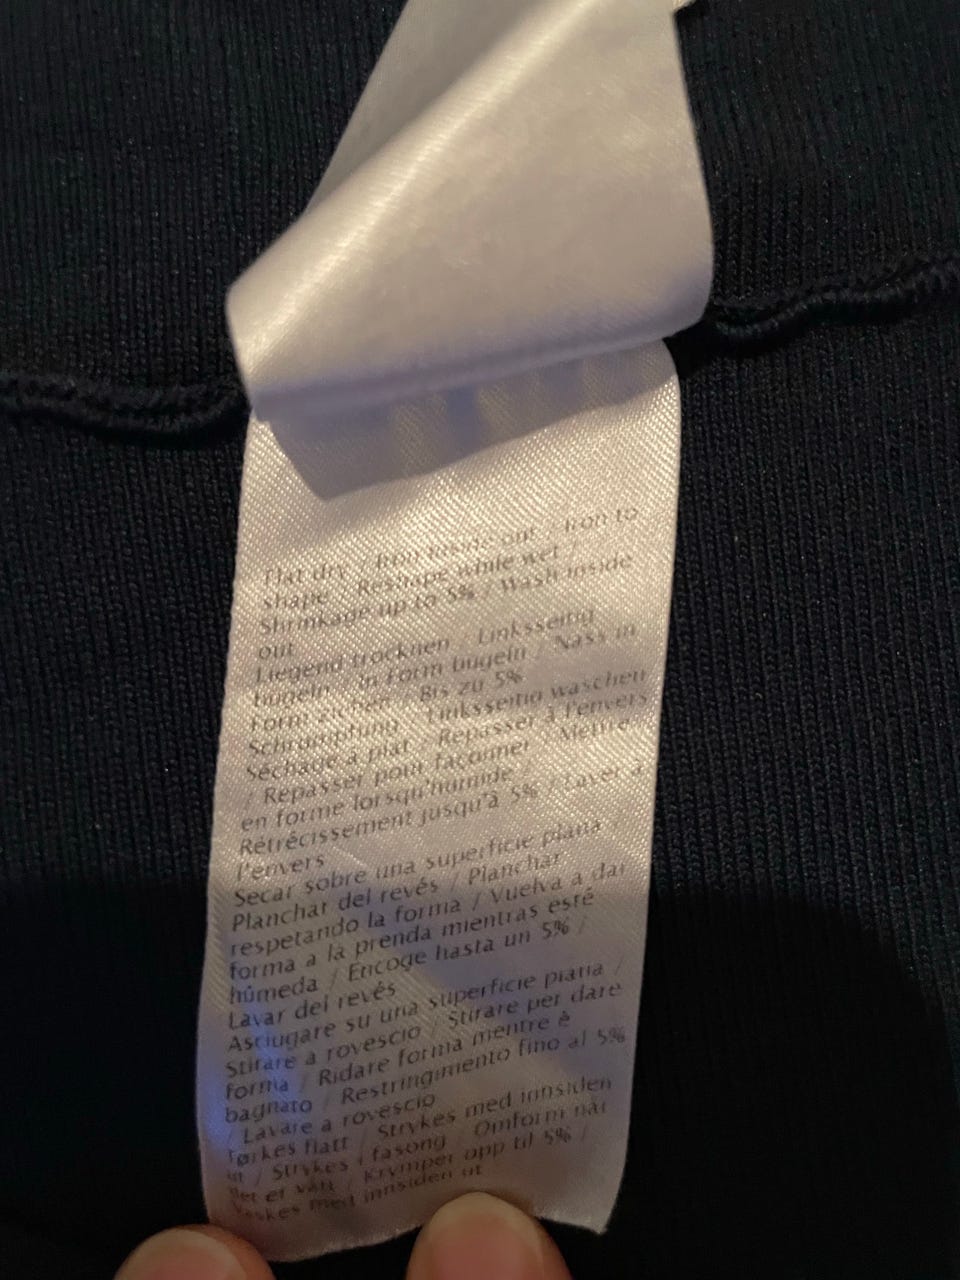 Flat dry / Iron inside out / Iron to
shape / Reshape while wet /
Shrinkage up to 5% / Wash inside
out
Liegend trocknen / Linksseitig
bügeln / In Form bügeln / Nass in
Form ziehen / Bis zu 5%
Schrumpfung / Linksseitig waschen
Séchage à plat / Repasser à l'envers
/ Repasser pour façonner / Mettre
en forme lorsqu'humide /
Rétrécissement jusqu'à 5% / Laver à
l'envers
Secar sobre una superficie plana /
Planchar del revés / Planchar
respetando la forma / Vuelva a dar
forma a la prenda mientras esté
húmeda / Encoge hasta un 5% /
Lavar del revés
Asciugare su una superficie piana /
Stirare a rovescio / Stirare per dare
forma / Ridare forma mentre è
bagnato / Restringimento fino al 5%
/ Lavare a rovescio
Tørkes flatt / Strykes med innsiden
ut / Strykes i fasong / Omform når
det er vått / Krymper opp til 5% /
Vaskes med innsiden ut